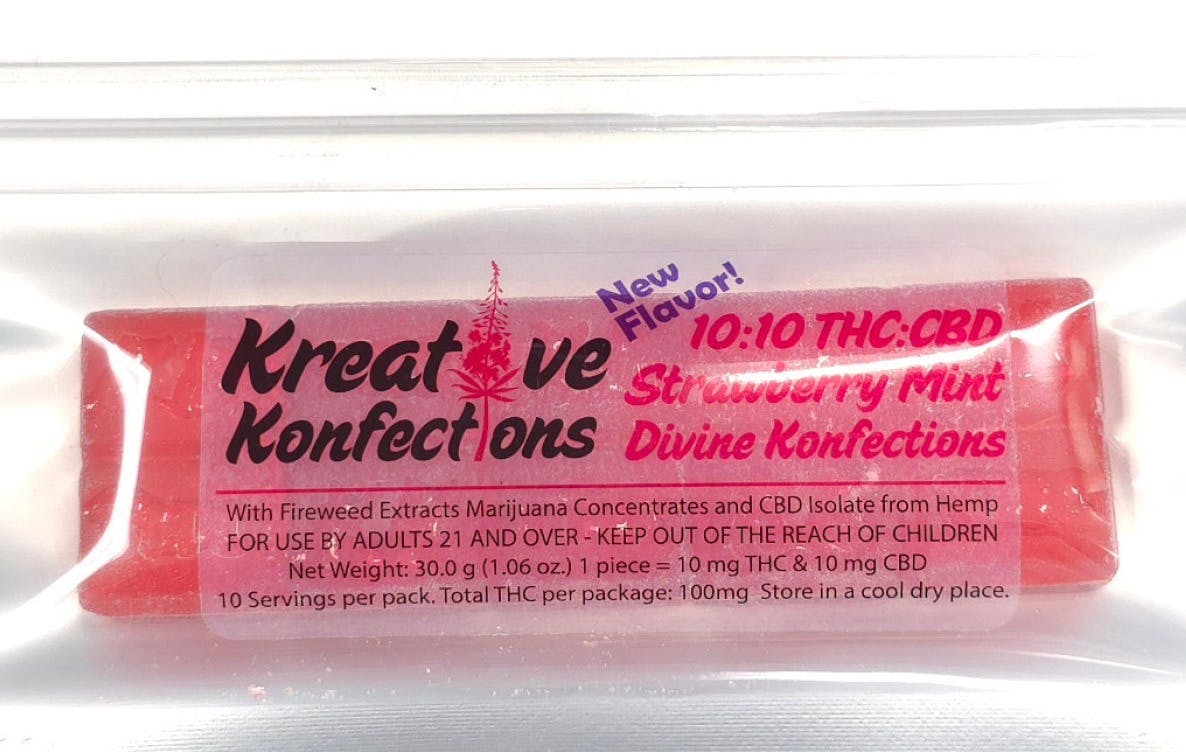 Kreative
Konfections
New
Flavor!
10:10 THC:CBD
Strawberry Mint
Divine Konfections
With Fireweed Extracts Marijuana Concentrates and CBD Isolate from Hemp
FOR USE BY ADULTS 21 AND OVER - KEEP OUT OF THE REACH OF CHILDREN
Net Weight: 30.0 g (1.06 oz.) 1 piece = 10 mg THC & 10 mg CBD
10 Servings per pack. Total THC per package: 100mg Store in a cool dry place.